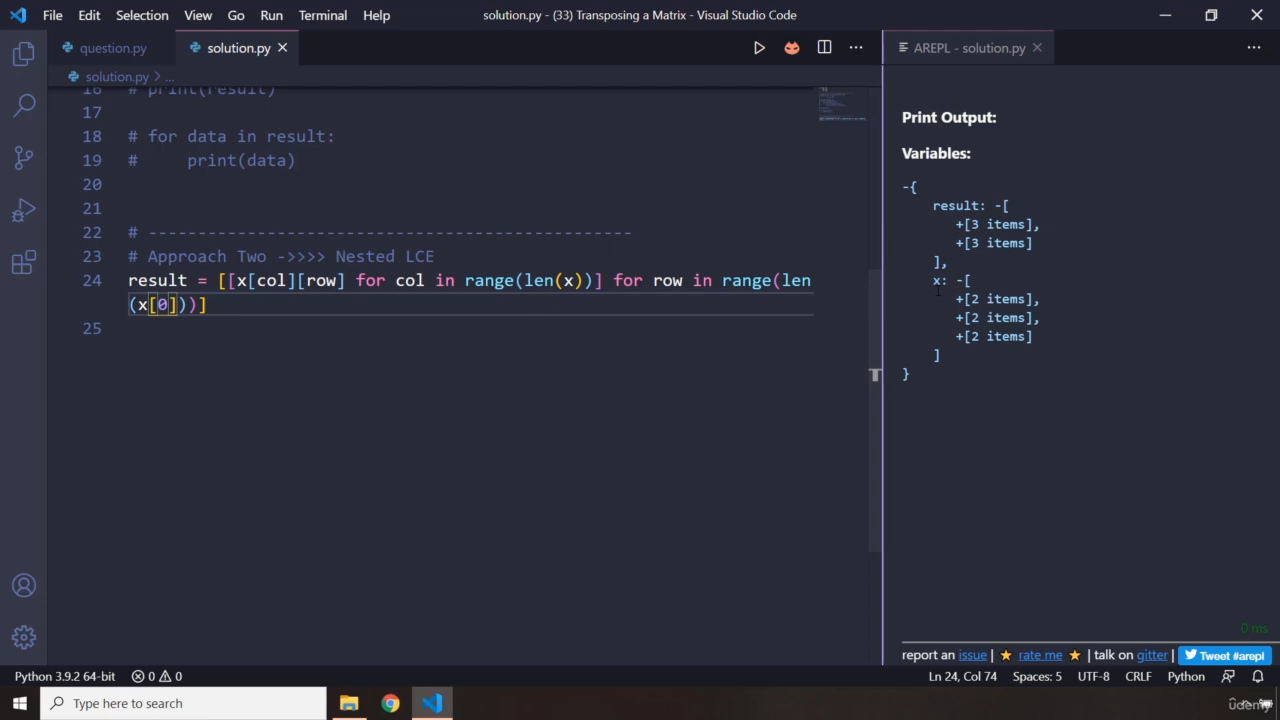 File Edit Selection View Go Run Terminal Help solution.py - (33) Transposing a Matrix - Visual Studio Code
question.py solution.py AREPL - solution.py
solution.py > ...
16 # print(result)
17
18 # for data in result:
19 #     print(data)
20
21
22 # ------------------------------------------------
23 # Approach Two ->>>> Nested LCE
24 result = [[x[col][row] for col in range(len(x))] for row in range(len
(x[0]))]
25
Print Output:
Variables:
-{
result: -[
+[3 items],
+[3 items]
],
x: -[
+[2 items],
+[2 items],
+[2 items]
]
}
0 ms
report an issue | ★ rate me ★ | talk on gitter | Tweet #arepl
Python 3.9.2 64-bit 0 0 Ln 24, Col 74 Spaces: 5 UTF-8 CRLF Python
Type here to search